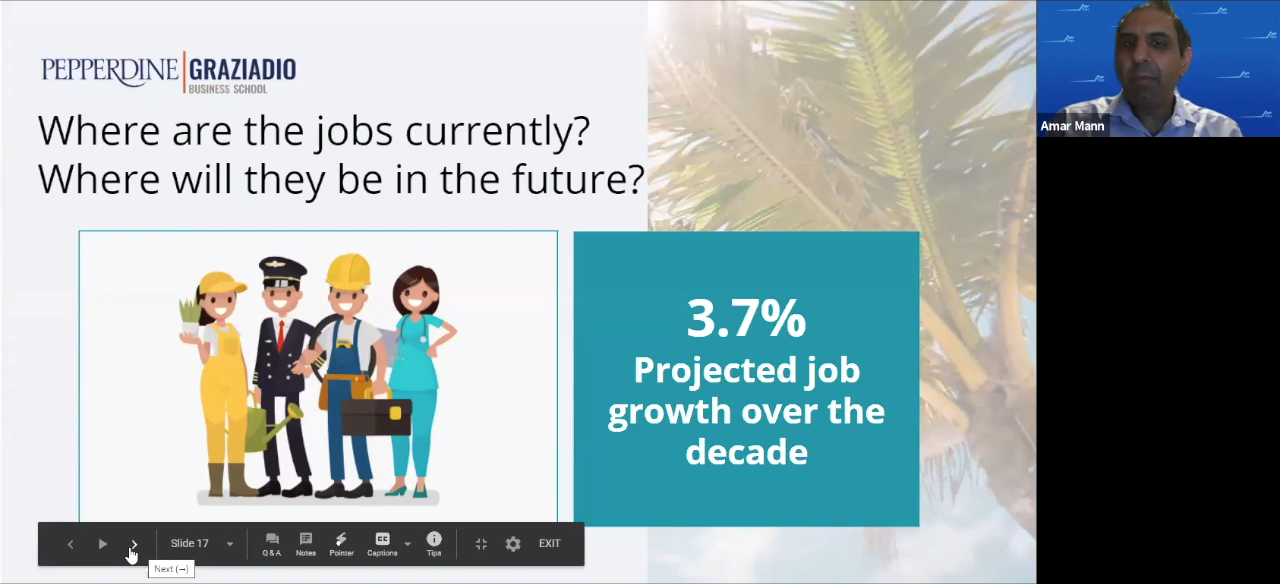 PEPPERDINE GRAZIADIO
BUSINESS SCHOOL
Where are the jobs currently?
Where will they be in the future?
3.7%
Projected job
growth over the
decade
Amar Mann
Slide 17
Q & A
Notes
Pointer
CC
Captions
Tips
EXIT
Next (→)